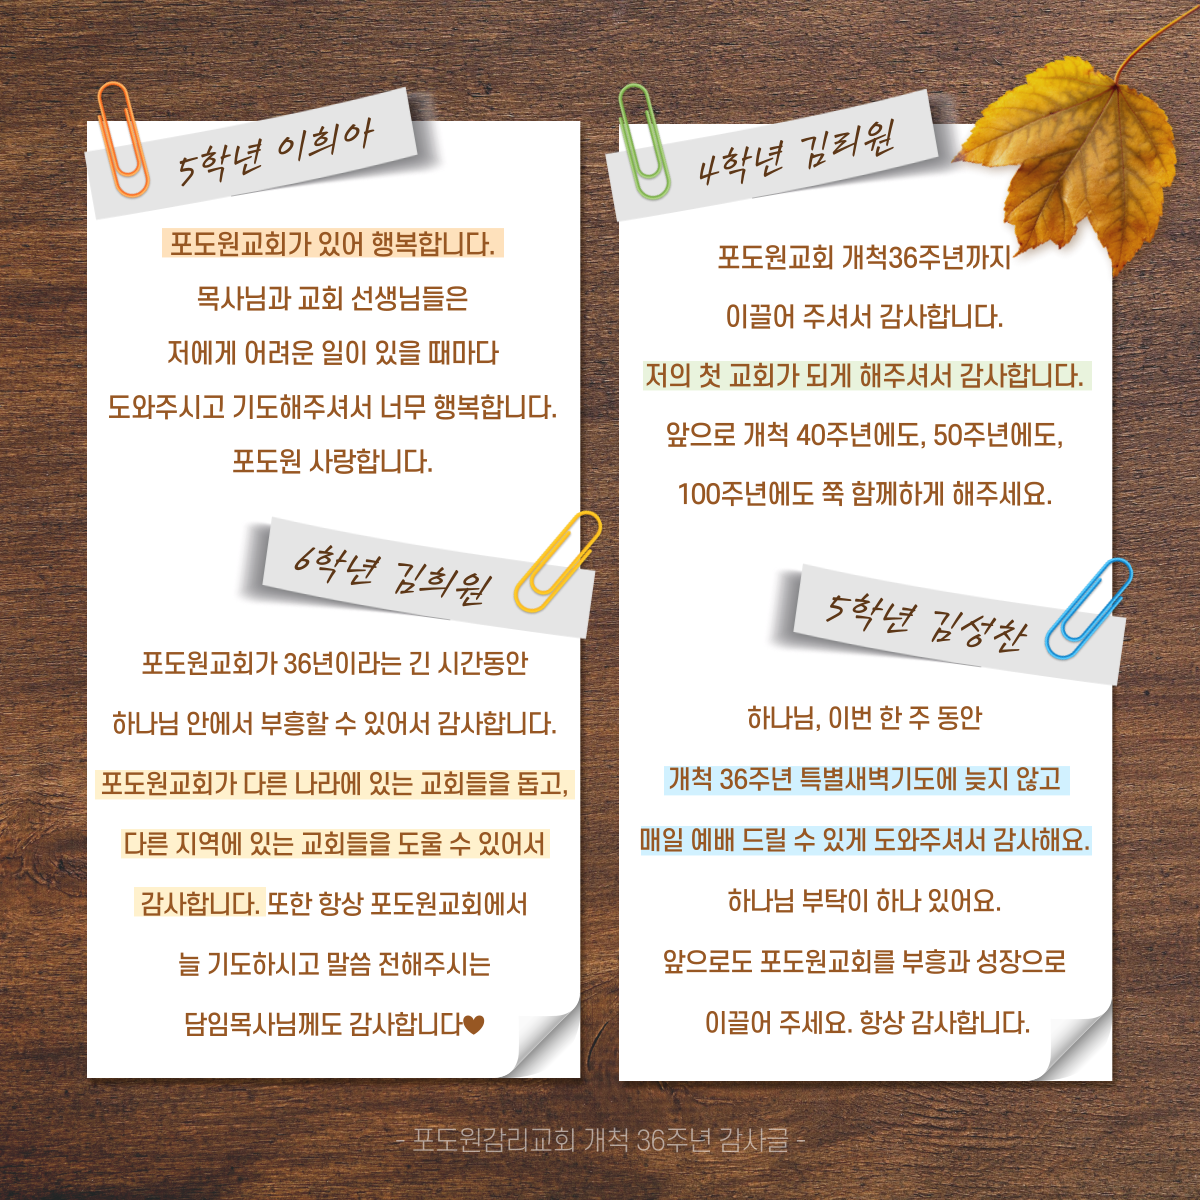 5학년 이희아
포도원교회가 있어 행복합니다.
목사님과 교회 선생님들은
저에게 어려운 일이 있을 때마다
도와주시고 기도해주셔서 너무 행복합니다.
포도원 사랑합니다.
6학년 김희원
포도원교회가 36년이라는 긴 시간동안
하나님 안에서 부흥할 수 있어서 감사합니다.
포도원교회가 다른 나라에 있는 교회들을 돕고,
다른 지역에 있는 교회들을 도울 수 있어서
감사합니다. 또한 항상 포도원교회에서
늘 기도하시고 말씀 전해주시는
담임목사님께도 감사합니다♥
4학년 김리원
포도원교회 개척36주년까지
이끌어 주셔서 감사합니다.
저의 첫 교회가 되게 해주셔서 감사합니다.
앞으로 개척 40주년에도, 50주년에도,
100주년에도 쭉 함께하게 해주세요.
5학년 김성찬
하나님, 이번 한 주 동안
개척 36주년 특별새벽기도에 늦지 않고
매일 예배 드릴 수 있게 도와주셔서 감사해요.
하나님 부탁이 하나 있어요.
앞으로도 포도원교회를 부흥과 성장으로
이끌어 주세요. 항상 감사합니다.
- 포도원감리교회 개척 36주년 감사글 -